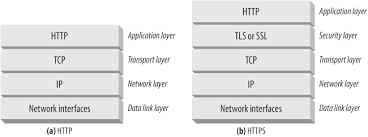 HTTP Application layer
TCP Transport layer
IP Network layer
Network interfaces Data link layer
(a) HTTP
HTTP Application layer
TLS or SSL Security layer
TCP Transport layer
IP Network layer
Network interfaces Data link layer
(b) HTTPS